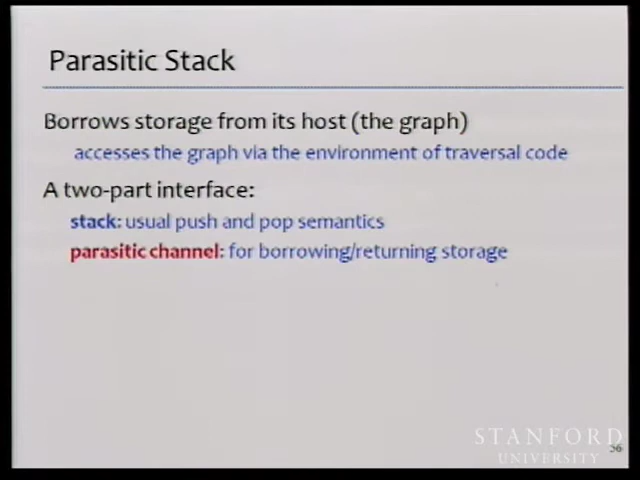 Parasitic Stack
Borrows storage from its host (the graph)
accesses the graph via the environment of traversal code
A two-part interface:
stack: usual push and pop semantics
parasitic channel: for borrowing/returning storage
STANFORD
UNIVERSITY
36